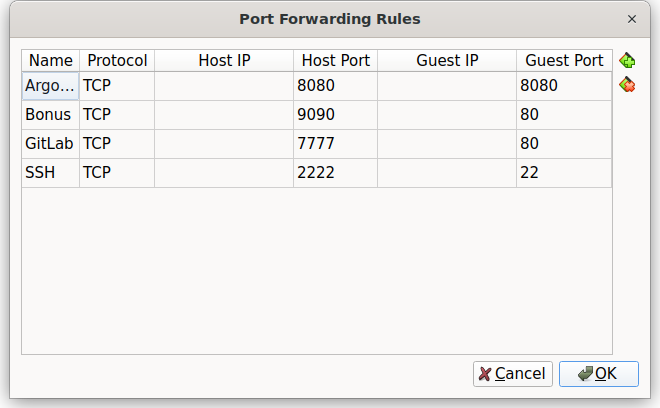 Port Forwarding Rules
Name Protocol Host IP Host Port Guest IP Guest Port
Argo... TCP 8080 8080
Bonus TCP 9090 80
GitLab TCP 7777 80
SSH TCP 2222 22
Cancel OK